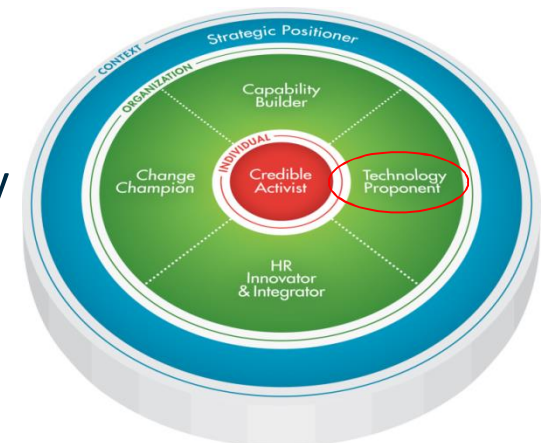 Strategic Positioner
CONTEXT
ORGANIZATION
Capability
Builder
INDIVIDUAL
Change
Champion
Credible
Activist
Technology
Proponent
HR
Innovator
& Integrator